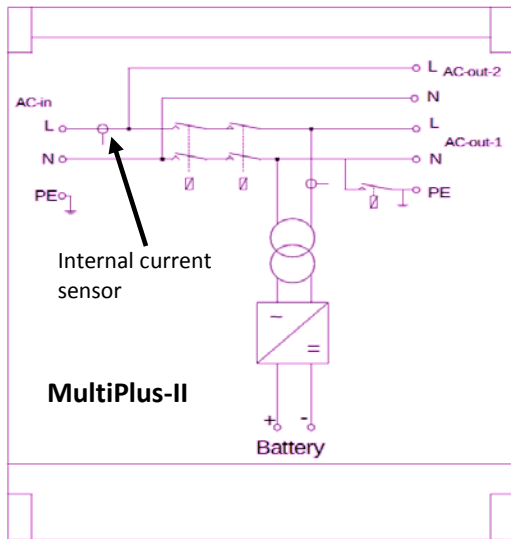 L AC-out-2
AC-in
N
L
L
AC-out-1
N
N
PE
PE
Internal current
sensor
~
=
MultiPlus-II
+ -
Battery